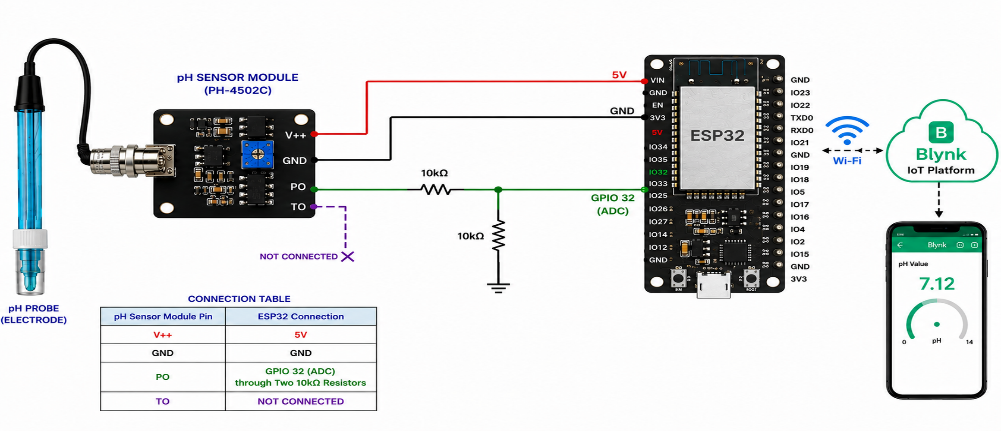 pH SENSOR MODULE
(PH-4502C)
V++
GND
PO
TO
5V
GND
10kΩ
10kΩ
GPIO 32
(ADC)
NOT CONNECTED
pH PROBE
(ELECTRODE)
VIN
GND
EN
3V3
5V
IO34
IO35
IO32
IO33
IO25
IO26
IO27
IO14
IO12
GND
ESP32
GND
IO23
IO22
TXD0
RXD0
IO21
GND
IO19
IO18
IO5
IO17
IO16
IO4
IO2
IO15
GND
3V3
Wi-Fi
B
Blynk
IoT Platform
Blynk
pH Value
7.12
0
pH
14
CONNECTION TABLE
pH Sensor Module Pin ESP32 Connection
V++ 5V
GND GND
PO GPIO 32 (ADC)
through Two 10kΩ Resistors
TO NOT CONNECTED